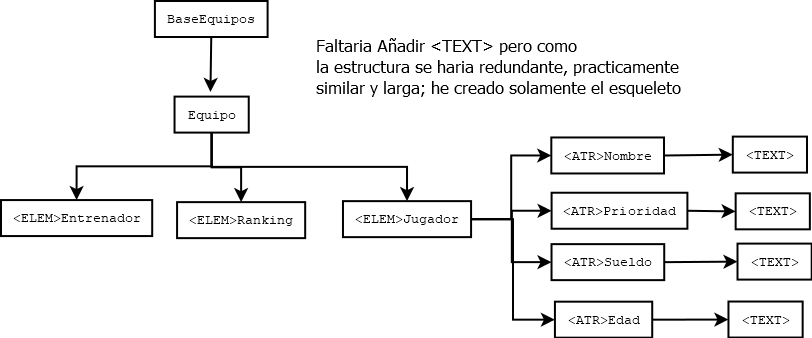 BaseEquipos
Faltaria Añadir <TEXT> pero como
la estructura se haria redundante, practicamente
similar y larga; he creado solamente el esqueleto
Equipo
<ATR>Nombre
<TEXT>
<ELEM>Entrenador
<ELEM>Ranking
<ELEM>Jugador
<ATR>Prioridad
<TEXT>
<ATR>Sueldo
<TEXT>
<ATR>Edad
<TEXT>